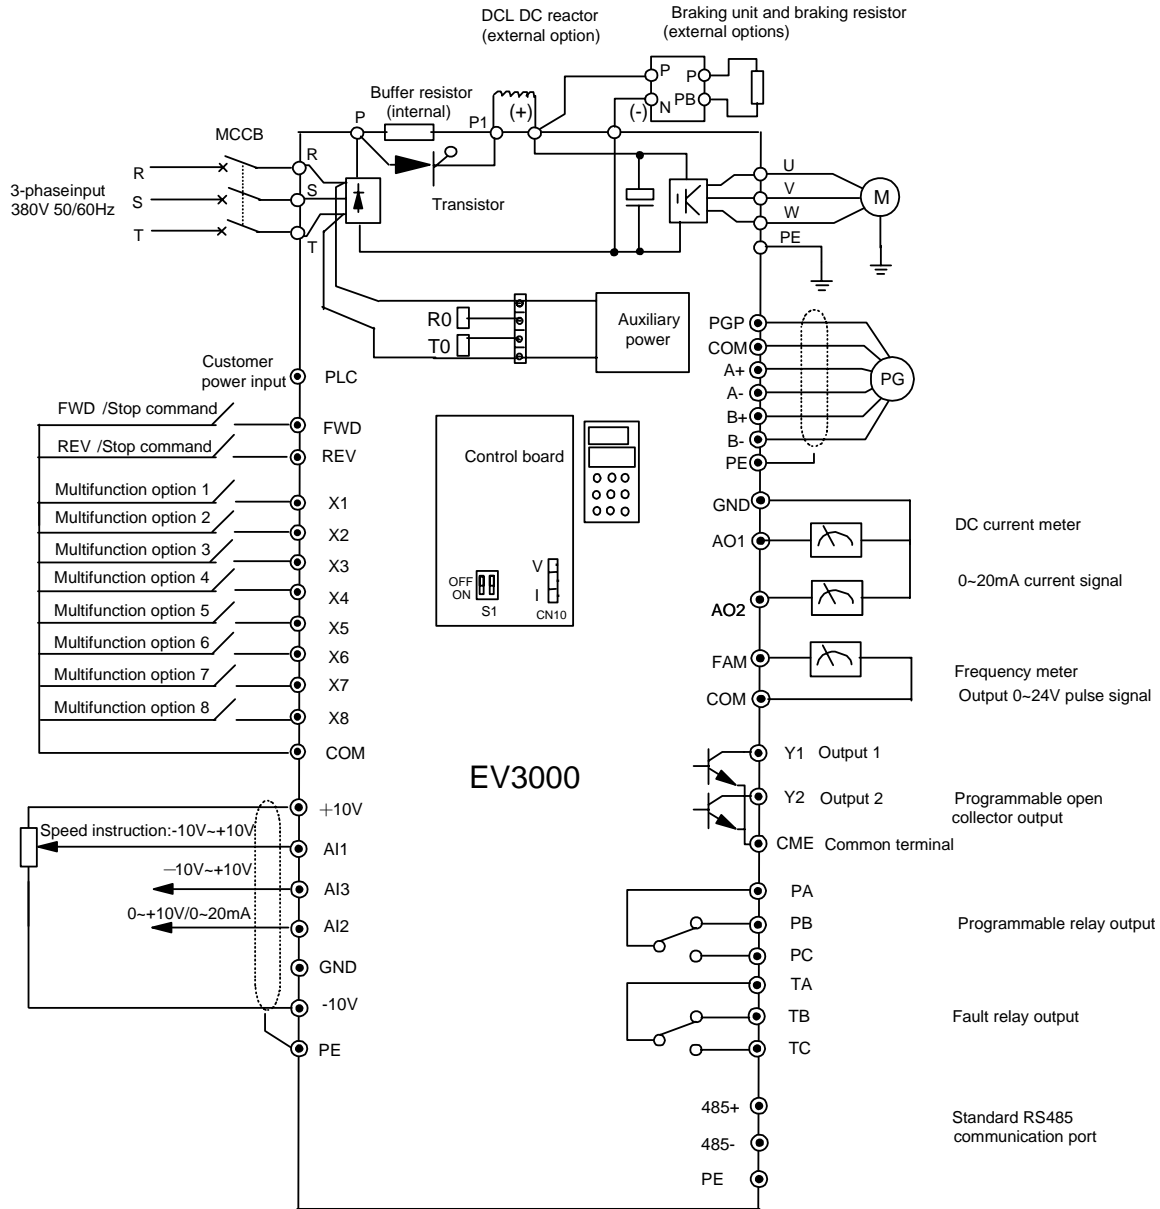 DCL DC reactor
(external option)
Braking unit and braking resistor
(external options)
P
P
N
PB
Buffer resistor
(internal)
(+)
(-)
P
P1
MCCB
R
R
U
3-phaseinput
380V 50/60Hz
S
S
Transistor
V
M
T
T
W
PE
R0
T0
Auxiliary
power
PGP
COM
A+
A-
B+
B-
PE
PG
Customer
power input
PLC
FWD /Stop command
FWD
REV /Stop command
REV
Multifunction option 1
X1
Multifunction option 2
X2
Multifunction option 3
X3
Multifunction option 4
X4
Multifunction option 5
X5
Multifunction option 6
X6
Multifunction option 7
X7
Multifunction option 8
X8
COM
Control board
OFF
ON
S1
V
I
CN10
GND
AO1
DC current meter
AO2
0~20mA current signal
FAM
Frequency meter
COM
Output 0~24V pulse signal
EV3000
Y1 Output 1
Y2 Output 2
Programmable open
collector output
CME Common terminal
+10V
Speed instruction:-10V~+10V
AI1
−10V~+10V
AI3
0~+10V/0~20mA
AI2
GND
-10V
PE
PA
PB
Programmable relay output
PC
TA
TB
Fault relay output
TC
485+
Standard RS485
communication port
485-
PE